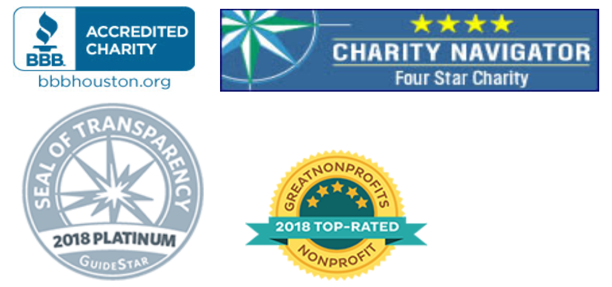 BBB.
ACCREDITED
CHARITY
bbbhouston.org
CHARITY NAVIGATOR
Four Star Charity
SEAL OF TRANSPARENCY
2018 PLATINUM
GUIDESTAR
GREATNONPROFITS
2018 TOP-RATED
NONPROFIT